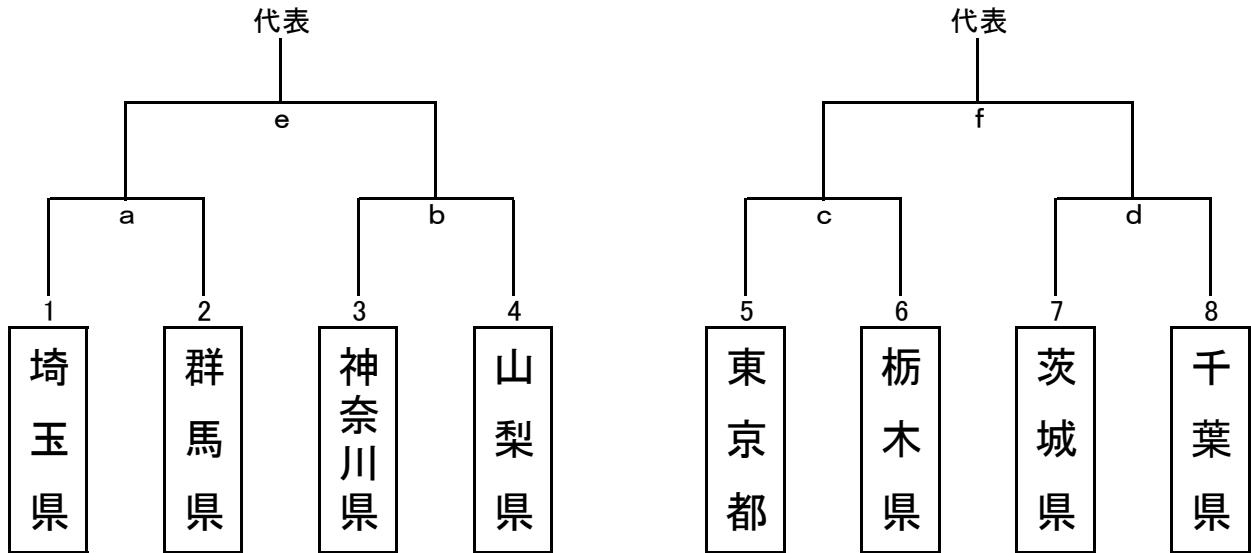 代表 代表
e f
a b c d
1 2 3 4 5 6 7 8
埼玉県 群馬県 神奈川県 山梨県 東京都 栃木県 茨城県 千葉県